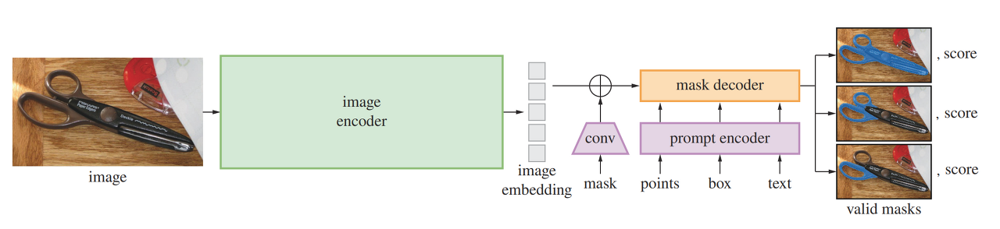 image
image
encoder
image
embedding
conv
mask
points
box
text
prompt encoder
mask decoder
, score
, score
, score
valid masks